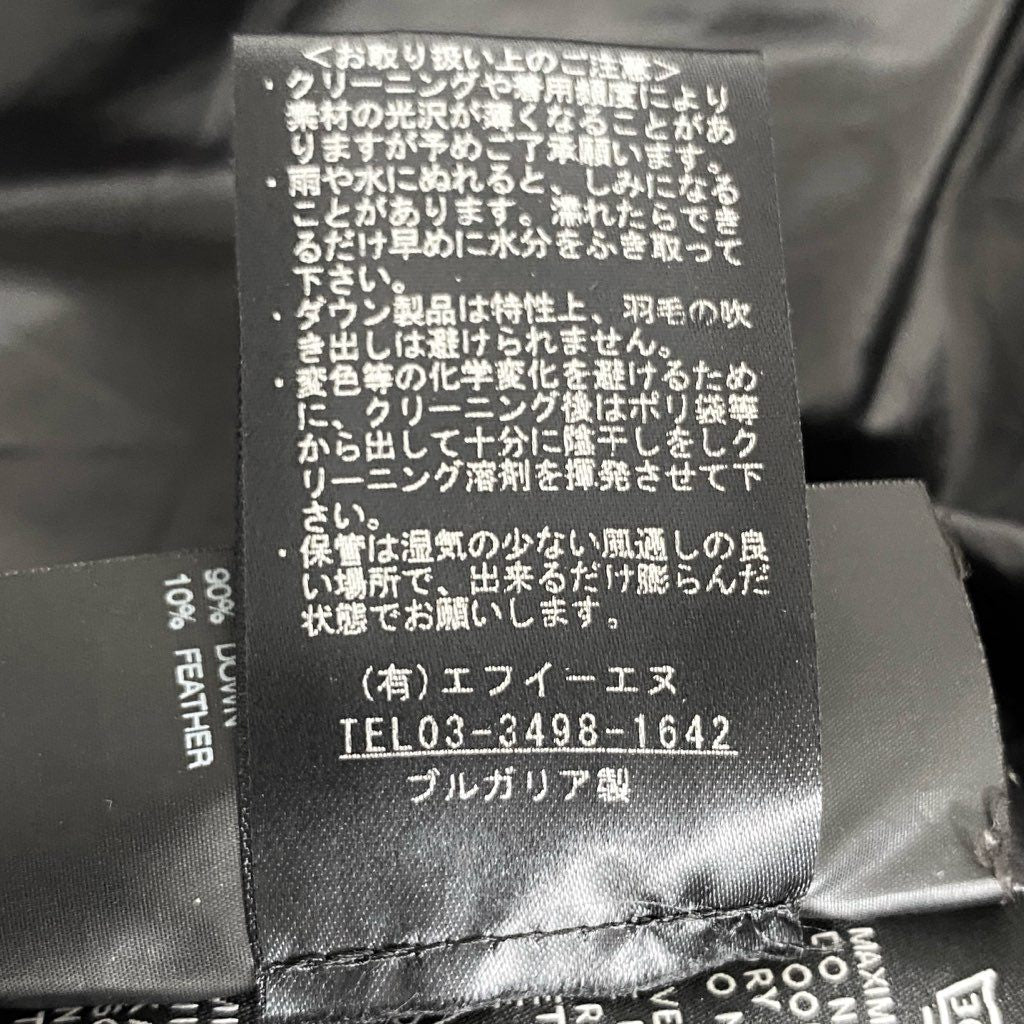 <お取り扱い上のご注意>
・クリーニングや着用頻度により
素材の光沢が薄くなることがあ
りますが予めご了承願います。
・雨や水にぬれると、しみになる
ことがあります。濡れたらできる
だけ早めに水分をふき取って
下さい。
・ダウン製品は特性上、羽毛の吹
き出しは避けられません。
・変色等の化学変化を避けるため
に、クリーニング後はポリ袋等
から出して十分に陰干しをしク
リーニング溶剤を揮発させて下
さい。
・保管は湿気の少ない風通しの良
い場所で、出来るだけ膨らんだ
状態でお願いします。
(有)エフイーエヌ
TEL03-3498-1642
ブルガリア製
90% DOWN
10% FEATHER
MAXIMUM